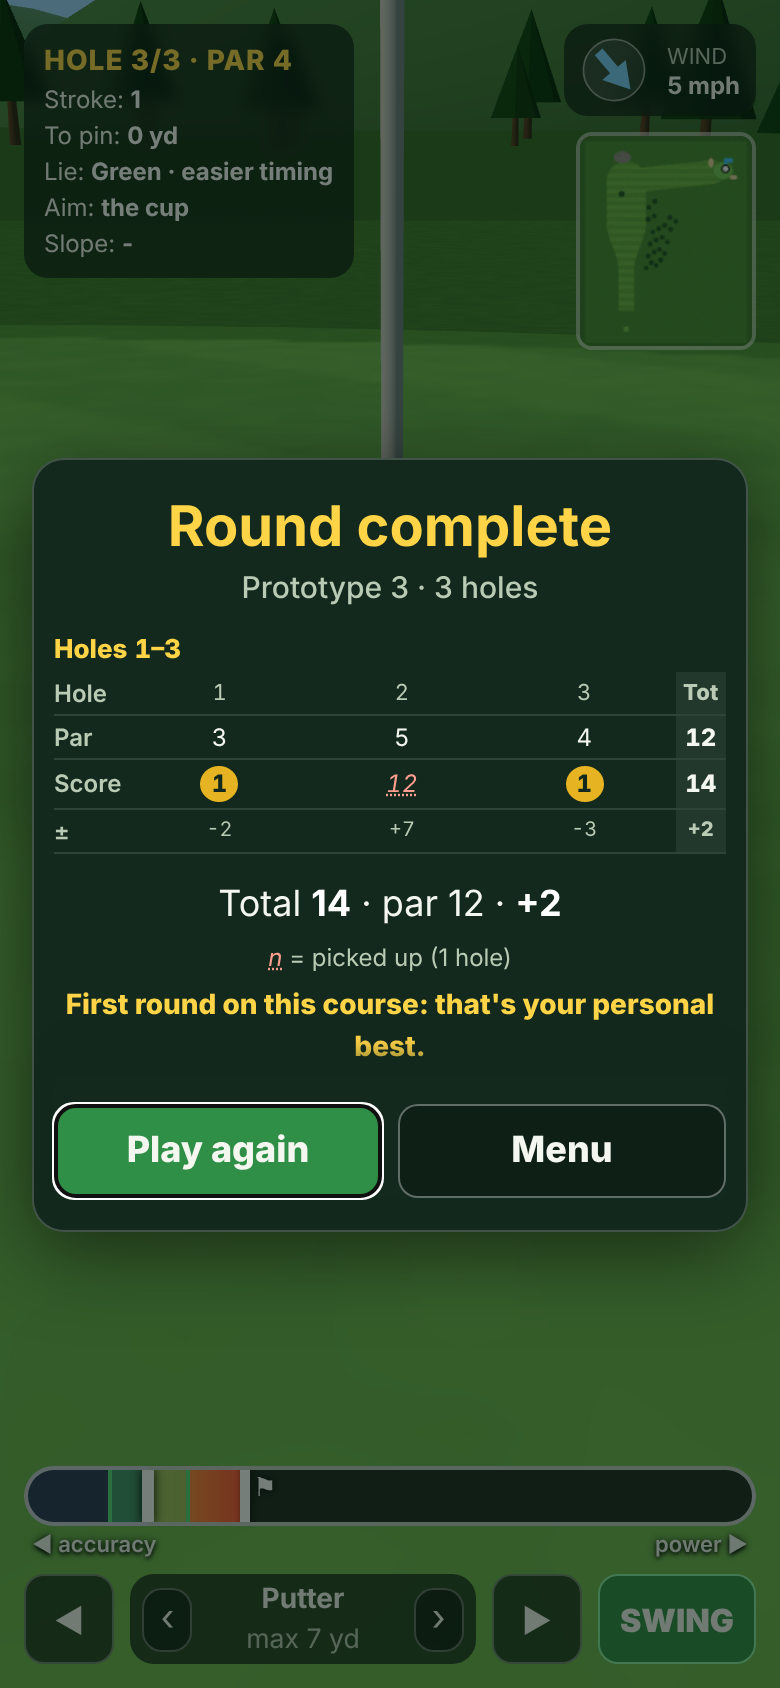 HOLE 3/3 · PAR 4
Stroke: 1
To pin: 0 yd
Lie: Green · easier timing
Aim: the cup
Slope: -
WIND
5 mph
Round complete
Prototype 3 · 3 holes
Holes 1–3
Hole 1 2 3 Tot
Par 3 5 4 12
Score 1 12 1 14
± -2 +7 -3 +2
Total 14 · par 12 · +2
n = picked up (1 hole)
First round on this course: that's your personal
best.
Play again
Menu
◀ accuracy
power ▶
Putter
max 7 yd
SWING